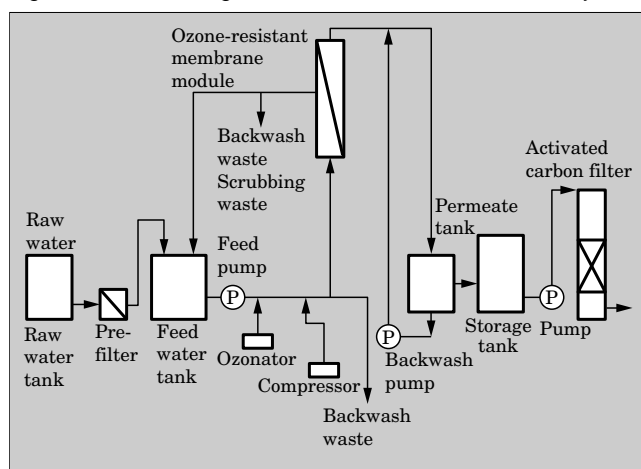 Ozone-resistant
membrane
module
Backwash
waste
Scrubbing
waste
Activated
carbon filter
Permeate
tank
Raw
water
Feed
pump
P
P
P
Raw
water
tank
Pre-
filter
Feed
water
tank
Ozonator
Compressor
Backwash
waste
Backwash
pump
Storage
tank
Pump